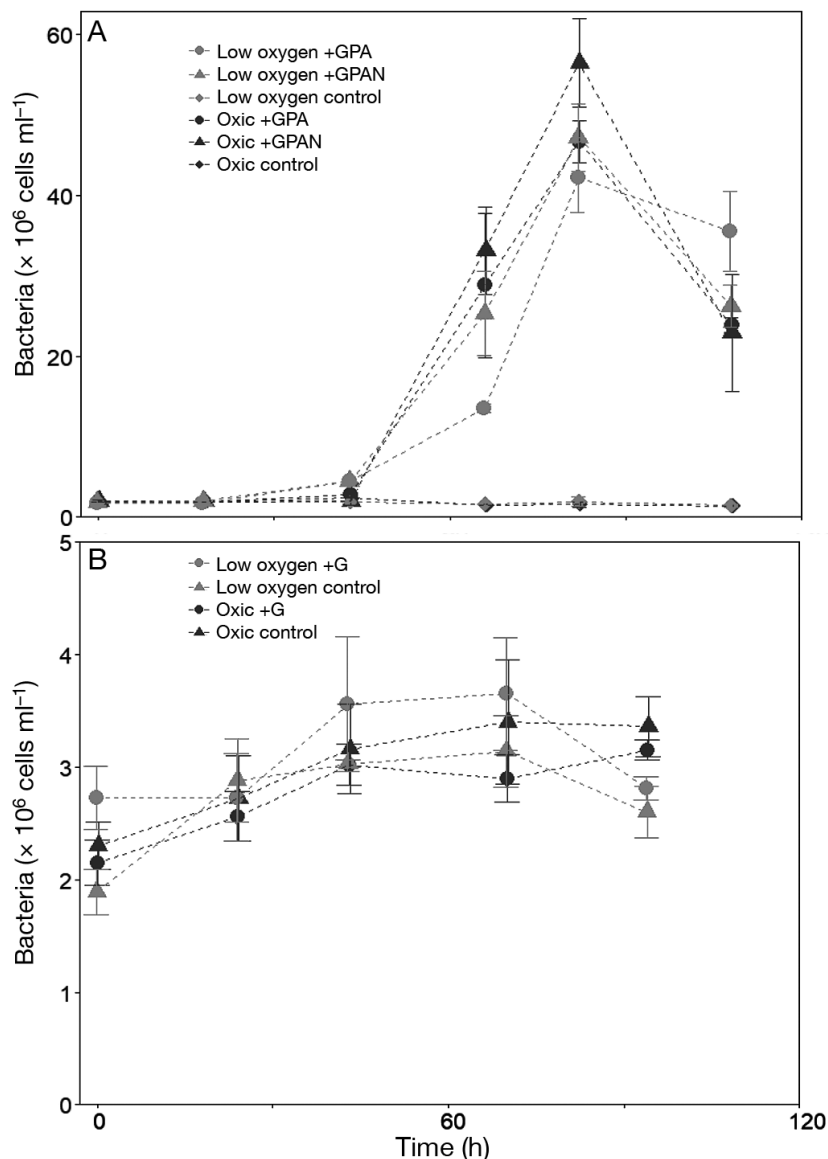 A
60
40
20
0
Bacteria (× 10⁶ cells ml⁻¹)
Low oxygen +GPA
Low oxygen +GPAN
Low oxygen control
Oxic +GPA
Oxic +GPAN
Oxic control
B
5
4
3
2
1
0
Bacteria (× 10⁶ cells ml⁻¹)
Low oxygen +G
Low oxygen control
Oxic +G
Oxic control
0 60 120
Time (h)